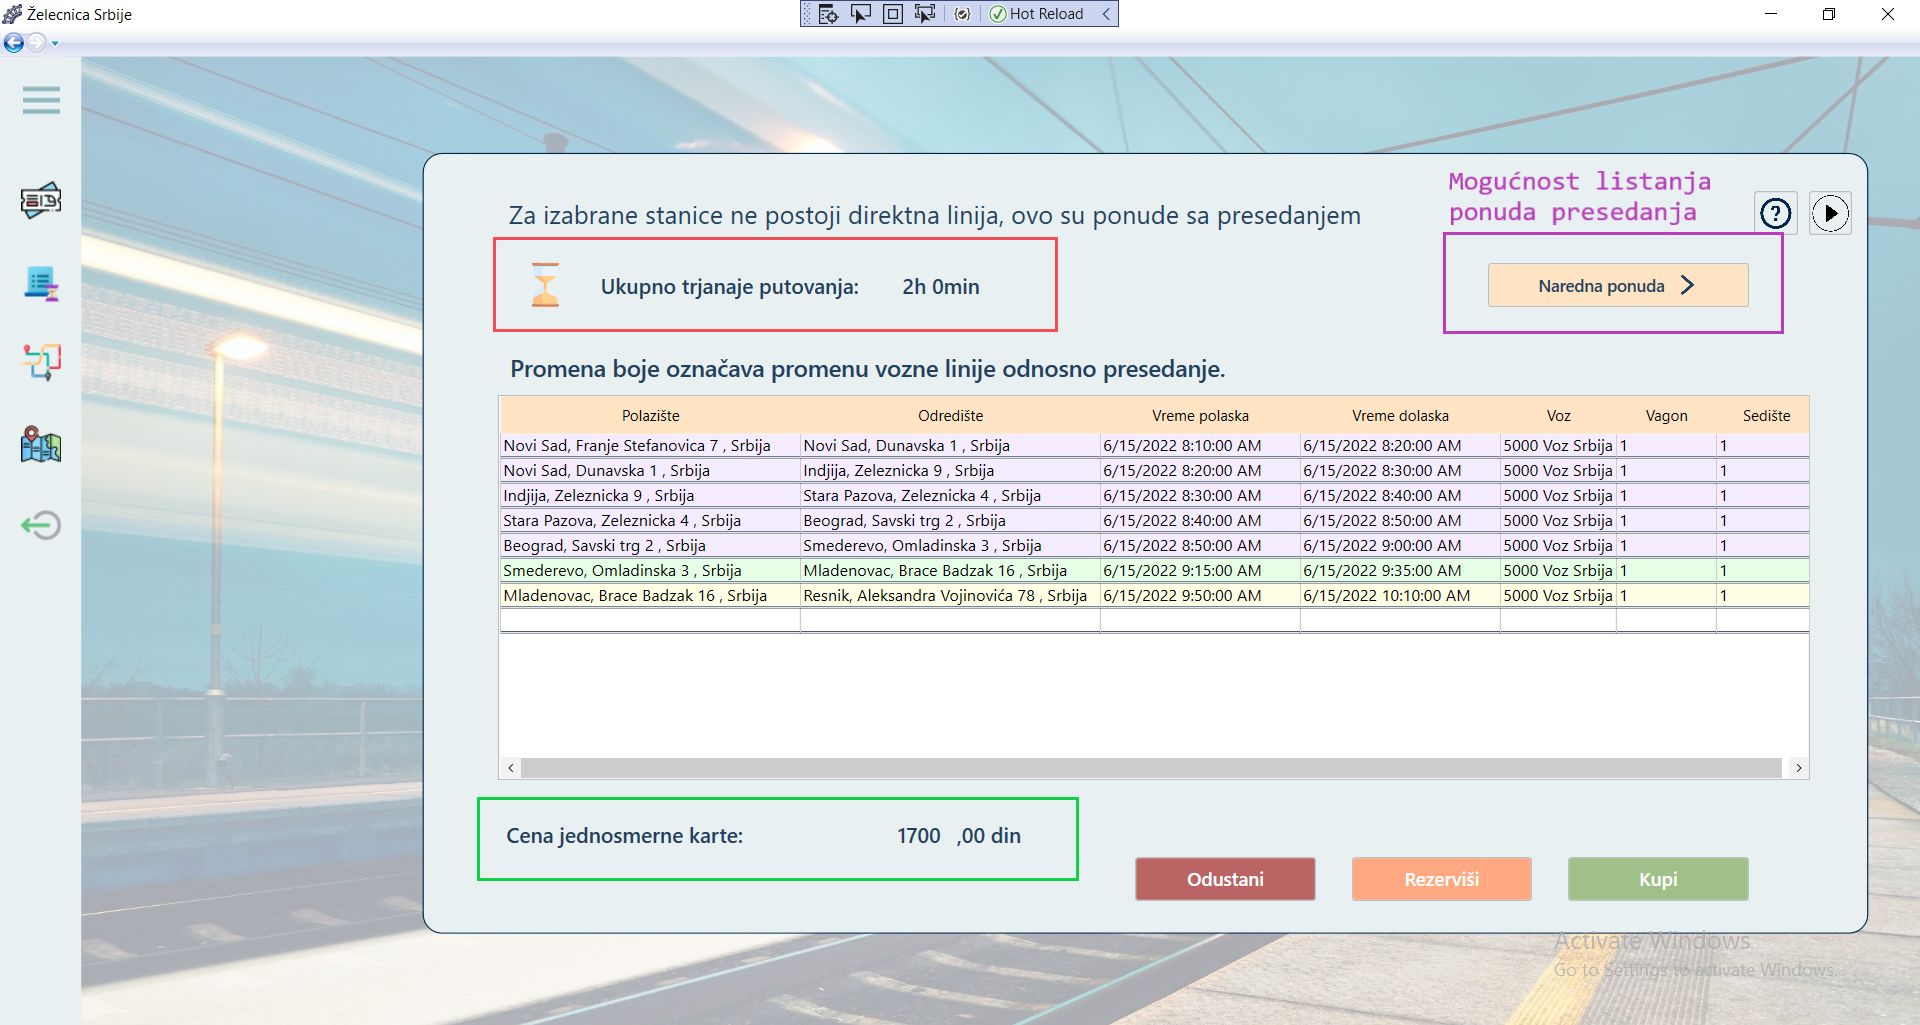 Želecnica Srbije
Hot Reload
Mogućnost listanja
ponuda presedanja
Za izabrane stanice ne postoji direktna linija, ovo su ponude sa presedanjem
?
Ukupno trjanaje putovanja: 2h 0min
Naredna ponuda
Promena boje označava promenu vozne linije odnosno presedanje.
Polazište Odredište Vreme polaska Vreme dolaska Voz Vagon Sedište
Novi Sad, Franje Stefanovica 7 , Srbija Novi Sad, Dunavska 1 , Srbija 6/15/2022 8:10:00 AM 6/15/2022 8:20:00 AM 5000 Voz Srbija 1 1
Novi Sad, Dunavska 1 , Srbija Indjija, Zeleznicka 9 , Srbija 6/15/2022 8:20:00 AM 6/15/2022 8:30:00 AM 5000 Voz Srbija 1 1
Indjija, Zeleznicka 9 , Srbija Stara Pazova, Zeleznicka 4 , Srbija 6/15/2022 8:30:00 AM 6/15/2022 8:40:00 AM 5000 Voz Srbija 1 1
Stara Pazova, Zeleznicka 4 , Srbija Beograd, Savski trg 2 , Srbija 6/15/2022 8:40:00 AM 6/15/2022 8:50:00 AM 5000 Voz Srbija 1 1
Beograd, Savski trg 2 , Srbija Smederevo, Omladinska 3 , Srbija 6/15/2022 8:50:00 AM 6/15/2022 9:00:00 AM 5000 Voz Srbija 1 1
Smederevo, Omladinska 3 , Srbija Mladenovac, Brace Badzak 16 , Srbija 6/15/2022 9:15:00 AM 6/15/2022 9:35:00 AM 5000 Voz Srbija 1 1
Mladenovac, Brace Badzak 16 , Srbija Resnik, Aleksandra Vojinovića 78 , Srbija 6/15/2022 9:50:00 AM 6/15/2022 10:10:00 AM 5000 Voz Srbija 1 1
Cena jednosmerne karte: 1700 ,00 din
Odustani Rezerviši Kupi
Activate Windows
Go to Settings to activate Windows.